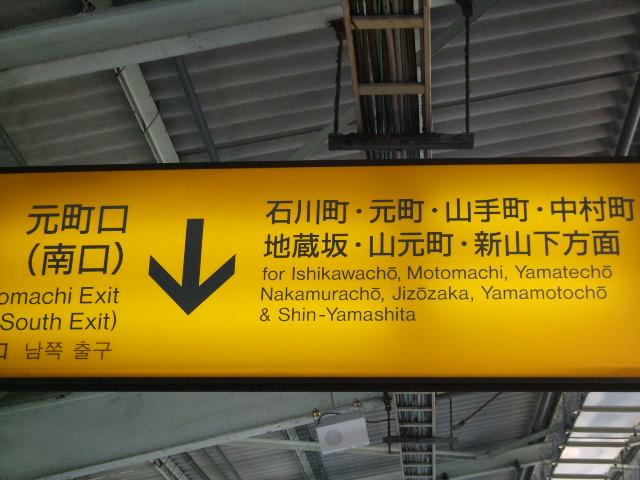 元町口
(南口)
omachi Exit
South Exit)
남쪽 출구
石川町・元町・山手町・中村町
地蔵坂・山元町・新山下方面
for Ishikawachō, Motomachi, Yamatechō
Nakamurachō, Jizōzaka, Yamamotochō
& Shin-Yamashita